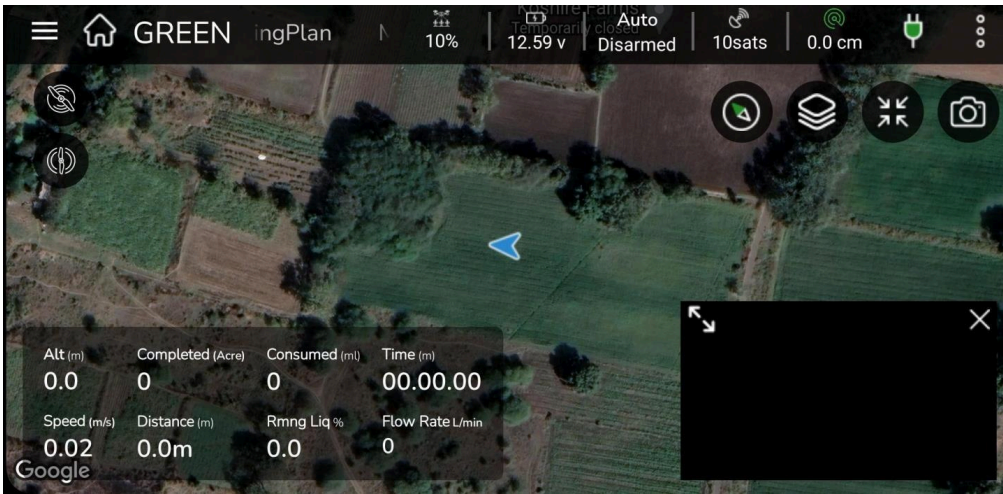 GREEN
ingPlan
10%
12.59 v
Auto
Disarmed
10sats
0.0 cm
Koshire Farms
Temporarily closed
Alt (m)
Completed (Acre)
Consumed (ml)
Time (m)
0.0
0
0
00.00.00
Speed (m/s)
Distance (m)
Rmng Liq %
Flow Rate L/min
0.02
0.0m
0.0
0
Google